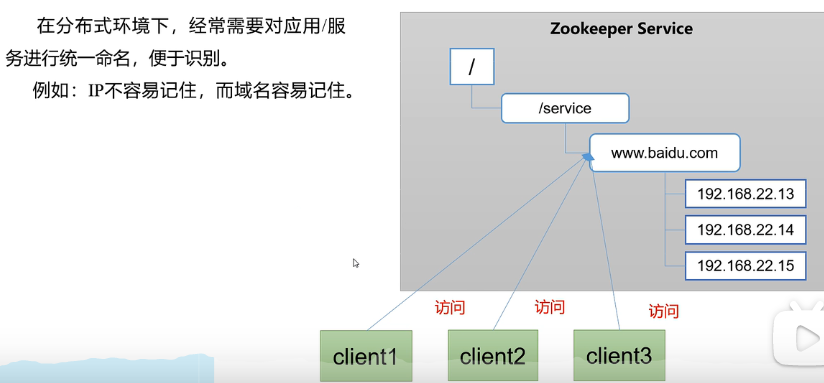 在分布式环境下，经常需要对应用/服
务进行统一命名，便于识别。
例如：IP不容易记住，而域名容易记住。
Zookeeper Service
/
/service
www.baidu.com
192.168.22.13
192.168.22.14
192.168.22.15
访问
访问
访问
client1
client2
client3